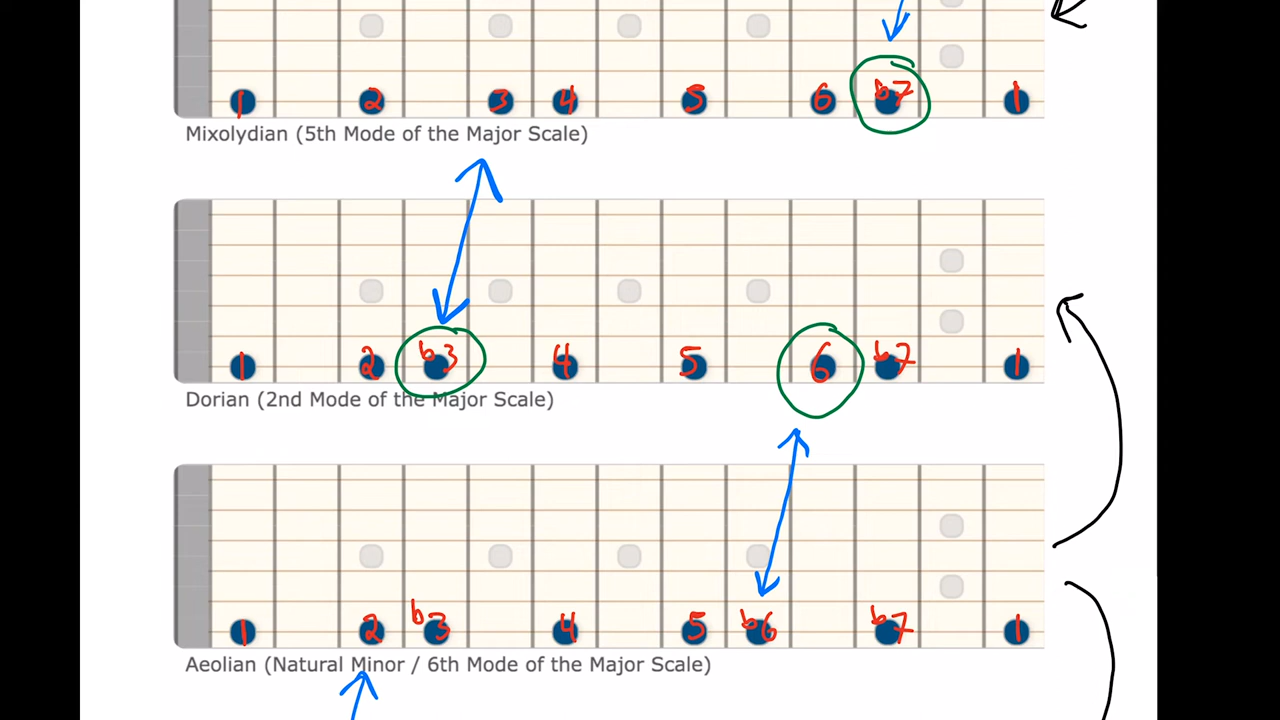 1 2 3 4 5 6 b7 1
Mixolydian (5th Mode of the Major Scale)
1 2 b3 4 5 6 b7 1
Dorian (2nd Mode of the Major Scale)
1 2 b3 4 5 b6 b7 1
Aeolian (Natural Minor / 6th Mode of the Major Scale)